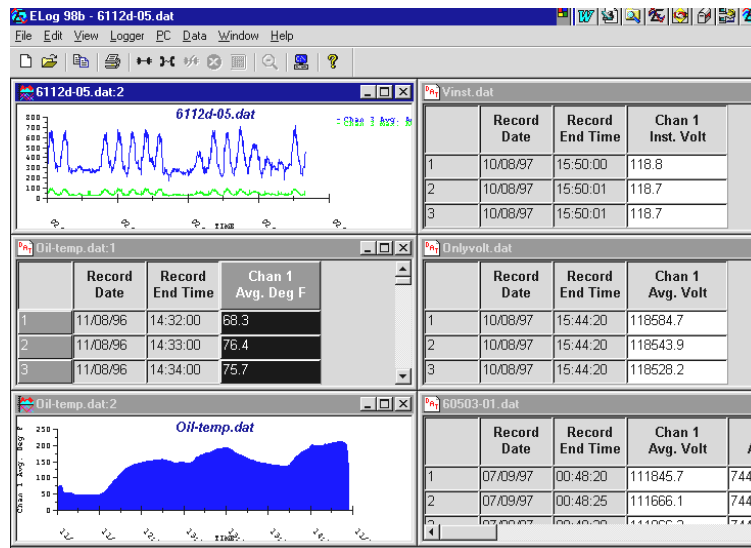 ELog 98b - 6112d-05.dat
File Edit View Logger PC Data Window Help
6112d-05.dat:2
6112d-05.dat
Chan 3 Avg. A
Chan 3 Max. A
800
700
600
500
400
300
200
100
0
TIME
Vinst.dat
Record Date Record End Time Chan 1 Inst. Volt
1 10/08/97 15:50:00 118.8
2 10/08/97 15:50:01 118.7
3 10/08/97 15:50:01 118.7
Oil-temp.dat:1
Record Date Record End Time Chan 1 Avg. Deg F
1 11/08/96 14:32:00 68.3
2 11/08/96 14:33:00 76.4
3 11/08/96 14:34:00 75.7
Onlyvolt.dat
Record Date Record End Time Chan 1 Avg. Volt
1 10/08/97 15:44:20 118584.7
2 10/08/97 15:44:20 118543.9
3 10/08/97 15:44:20 118528.2
Oil-temp.dat:2
Oil-temp.dat
Chan 1 Avg. Deg F
250
200
150
100
50
0
TIME
60503-01.dat
Record Date Record End Time Chan 1 Avg. Volt
1 07/09/97 00:48:20 111845.7 744
2 07/09/97 00:48:25 111666.1 744